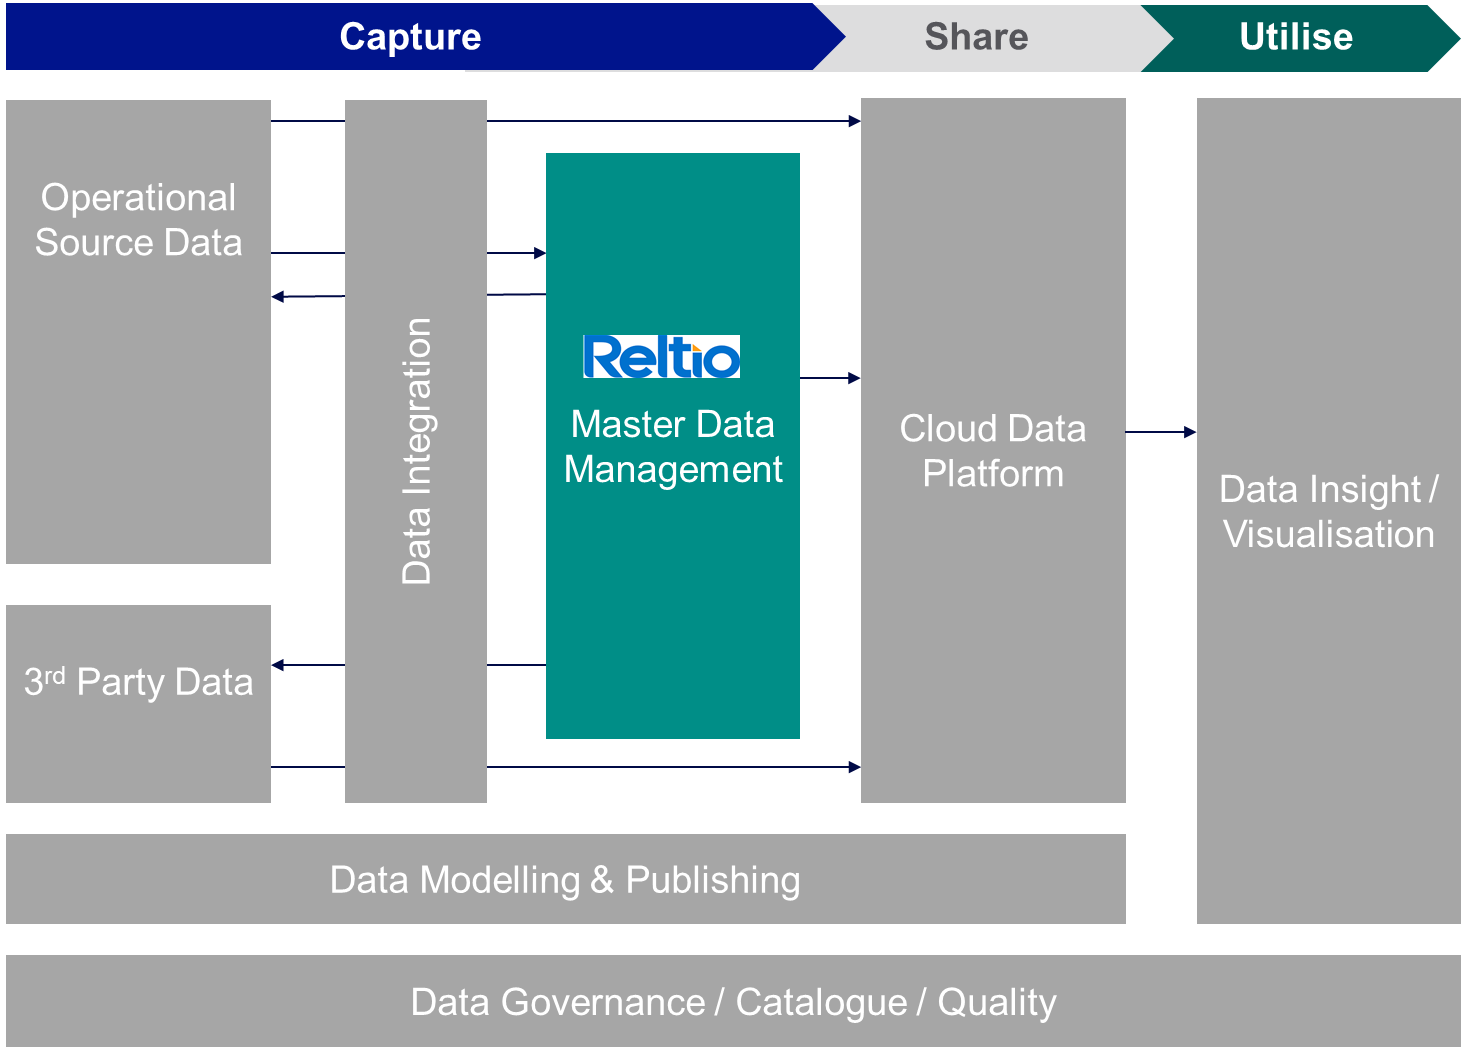 Capture
Share
Utilise
Operational
Source Data
3rd Party Data
Data Integration
Reltio
Master Data
Management
Cloud Data
Platform
Data Insight /
Visualisation
Data Modelling & Publishing
Data Governance / Catalogue / Quality